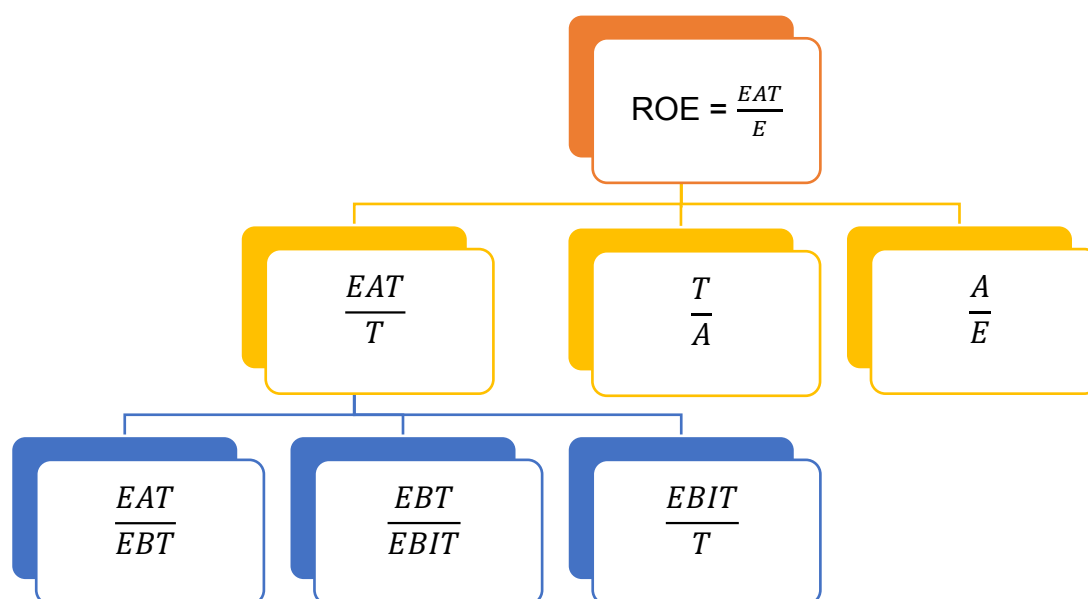 ROE = EAT/E
EAT/T
T/A
A/E
EAT/EBT
EBT/EBIT
EBIT/T